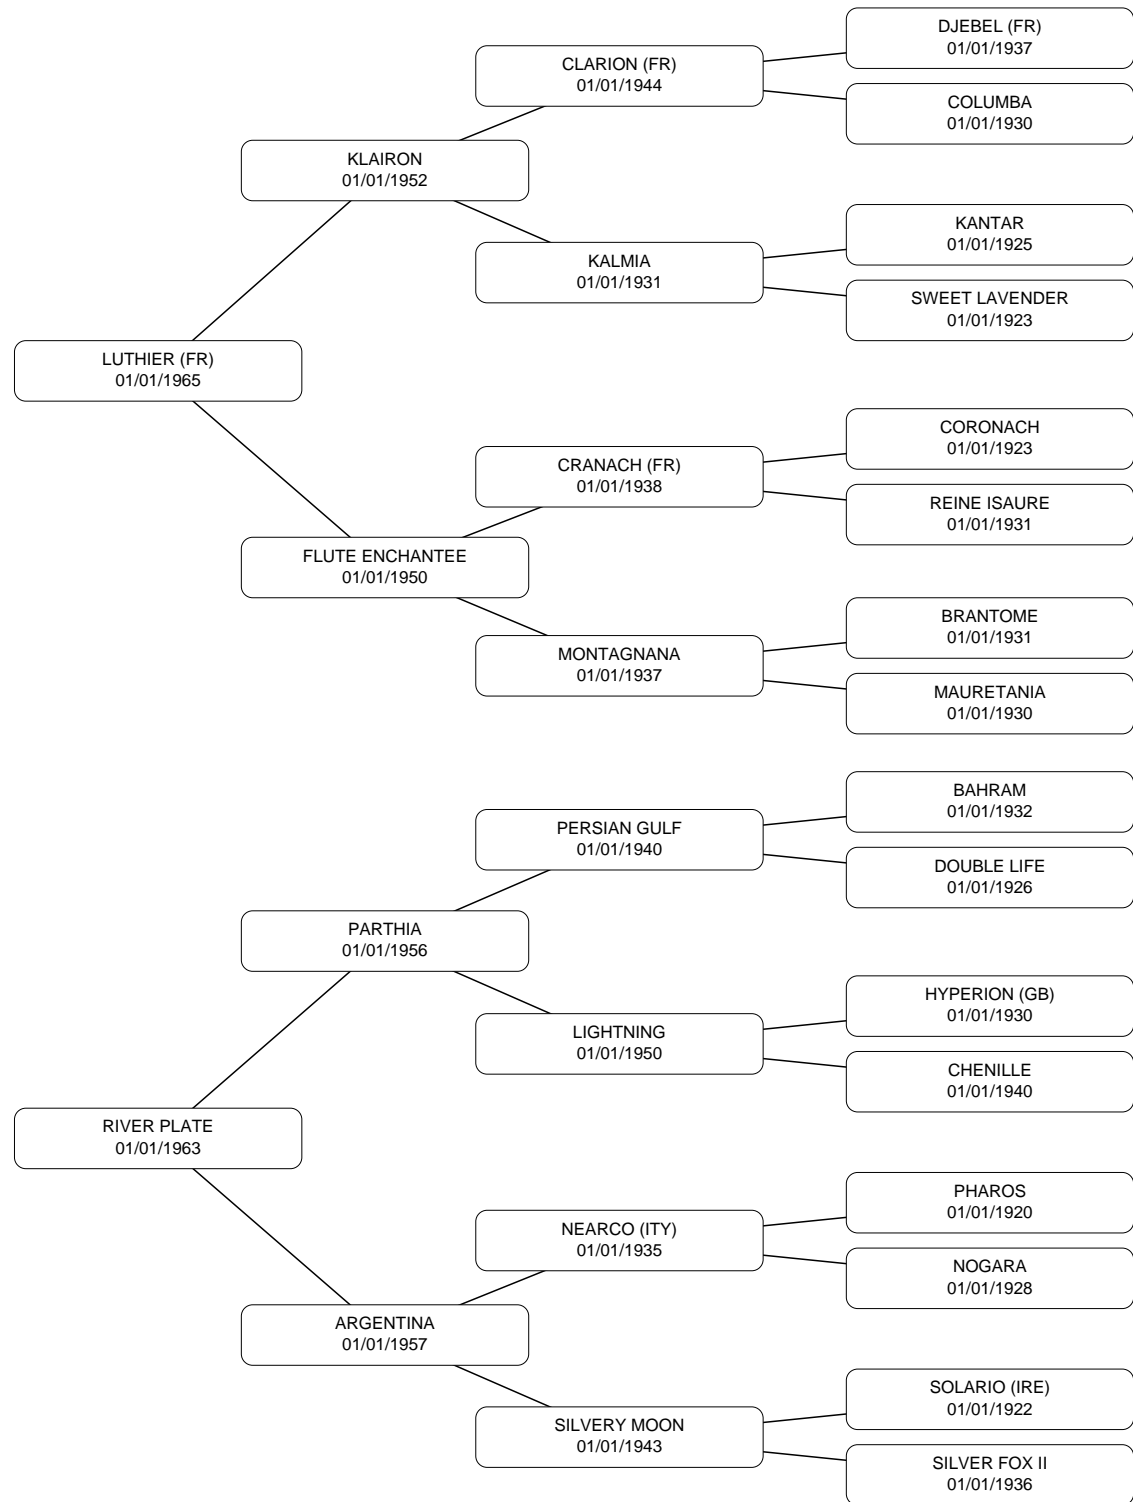 DJEBEL (FR)
01/01/1937
CLARION (FR)
01/01/1944
COLUMBA
01/01/1930
KLAIRON
01/01/1952
KANTAR
01/01/1925
KALMIA
01/01/1931
SWEET LAVENDER
01/01/1923
LUTHIER (FR)
01/01/1965
CORONACH
01/01/1923
CRANACH (FR)
01/01/1938
REINE ISAURE
01/01/1931
FLUTE ENCHANTEE
01/01/1950
BRANTOME
01/01/1931
MONTAGNANA
01/01/1937
MAURETANIA
01/01/1930
BAHRAM
01/01/1932
PERSIAN GULF
01/01/1940
DOUBLE LIFE
01/01/1926
PARTHIA
01/01/1956
HYPERION (GB)
01/01/1930
LIGHTNING
01/01/1950
CHENILLE
01/01/1940
RIVER PLATE
01/01/1963
PHAROS
01/01/1920
NEARCO (ITY)
01/01/1935
NOGARA
01/01/1928
ARGENTINA
01/01/1957
SOLARIO (IRE)
01/01/1922
SILVERY MOON
01/01/1943
SILVER FOX II
01/01/1936